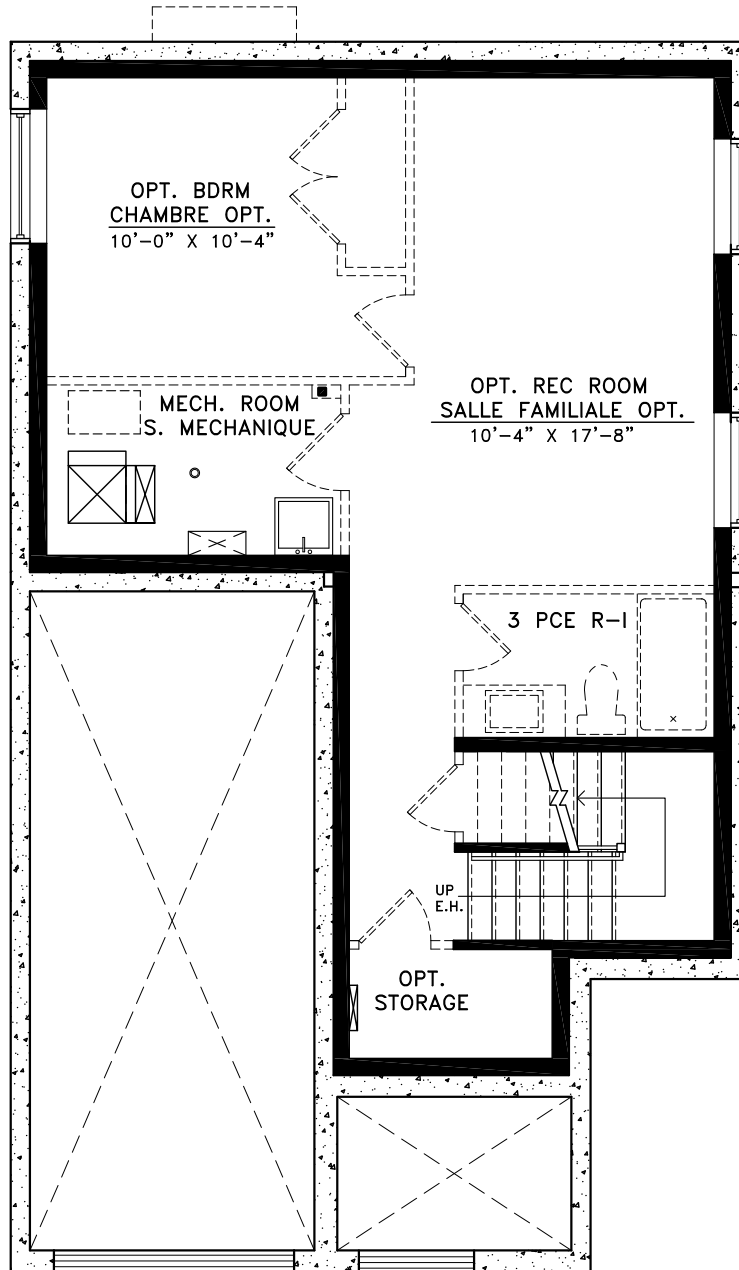 OPT. BDRM
CHAMBRE OPT.
10'-0" X 10'-4"
MECH. ROOM
S. MECHANIQUE
OPT. REC ROOM
SALLE FAMILIALE OPT.
10'-4" X 17'-8"
3 PCE R-I
UP
E.H.
OPT.
STORAGE